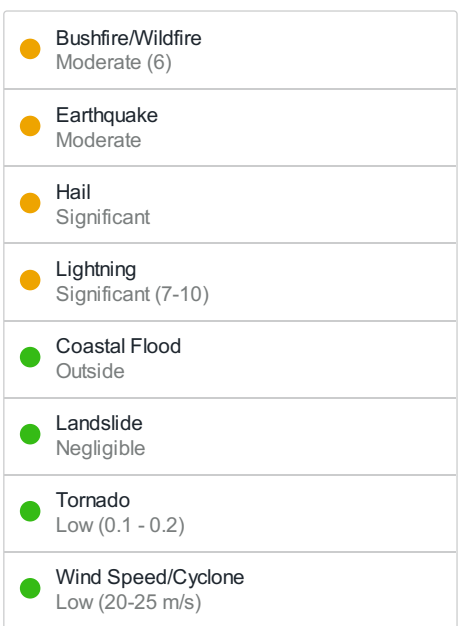 Bushfire/Wildfire
Moderate (6)
Earthquake
Moderate
Hail
Significant
Lightning
Significant (7-10)
Coastal Flood
Outside
Landslide
Negligible
Tornado
Low (0.1 - 0.2)
Wind Speed/Cyclone
Low (20-25 m/s)